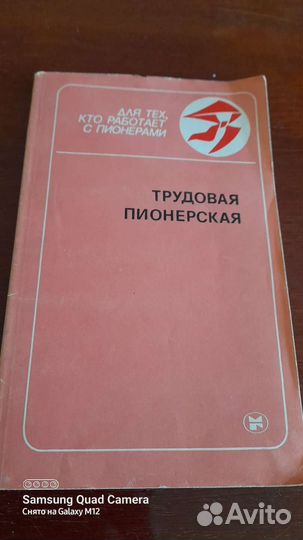 ДЛЯ ТЕХ,
КТО РАБОТАЕТ
С ПИОНЕРАМИ
ТРУДОВАЯ
ПИОНЕРСКАЯ
Samsung Quad Camera
Снято на Galaxy M12
Avito